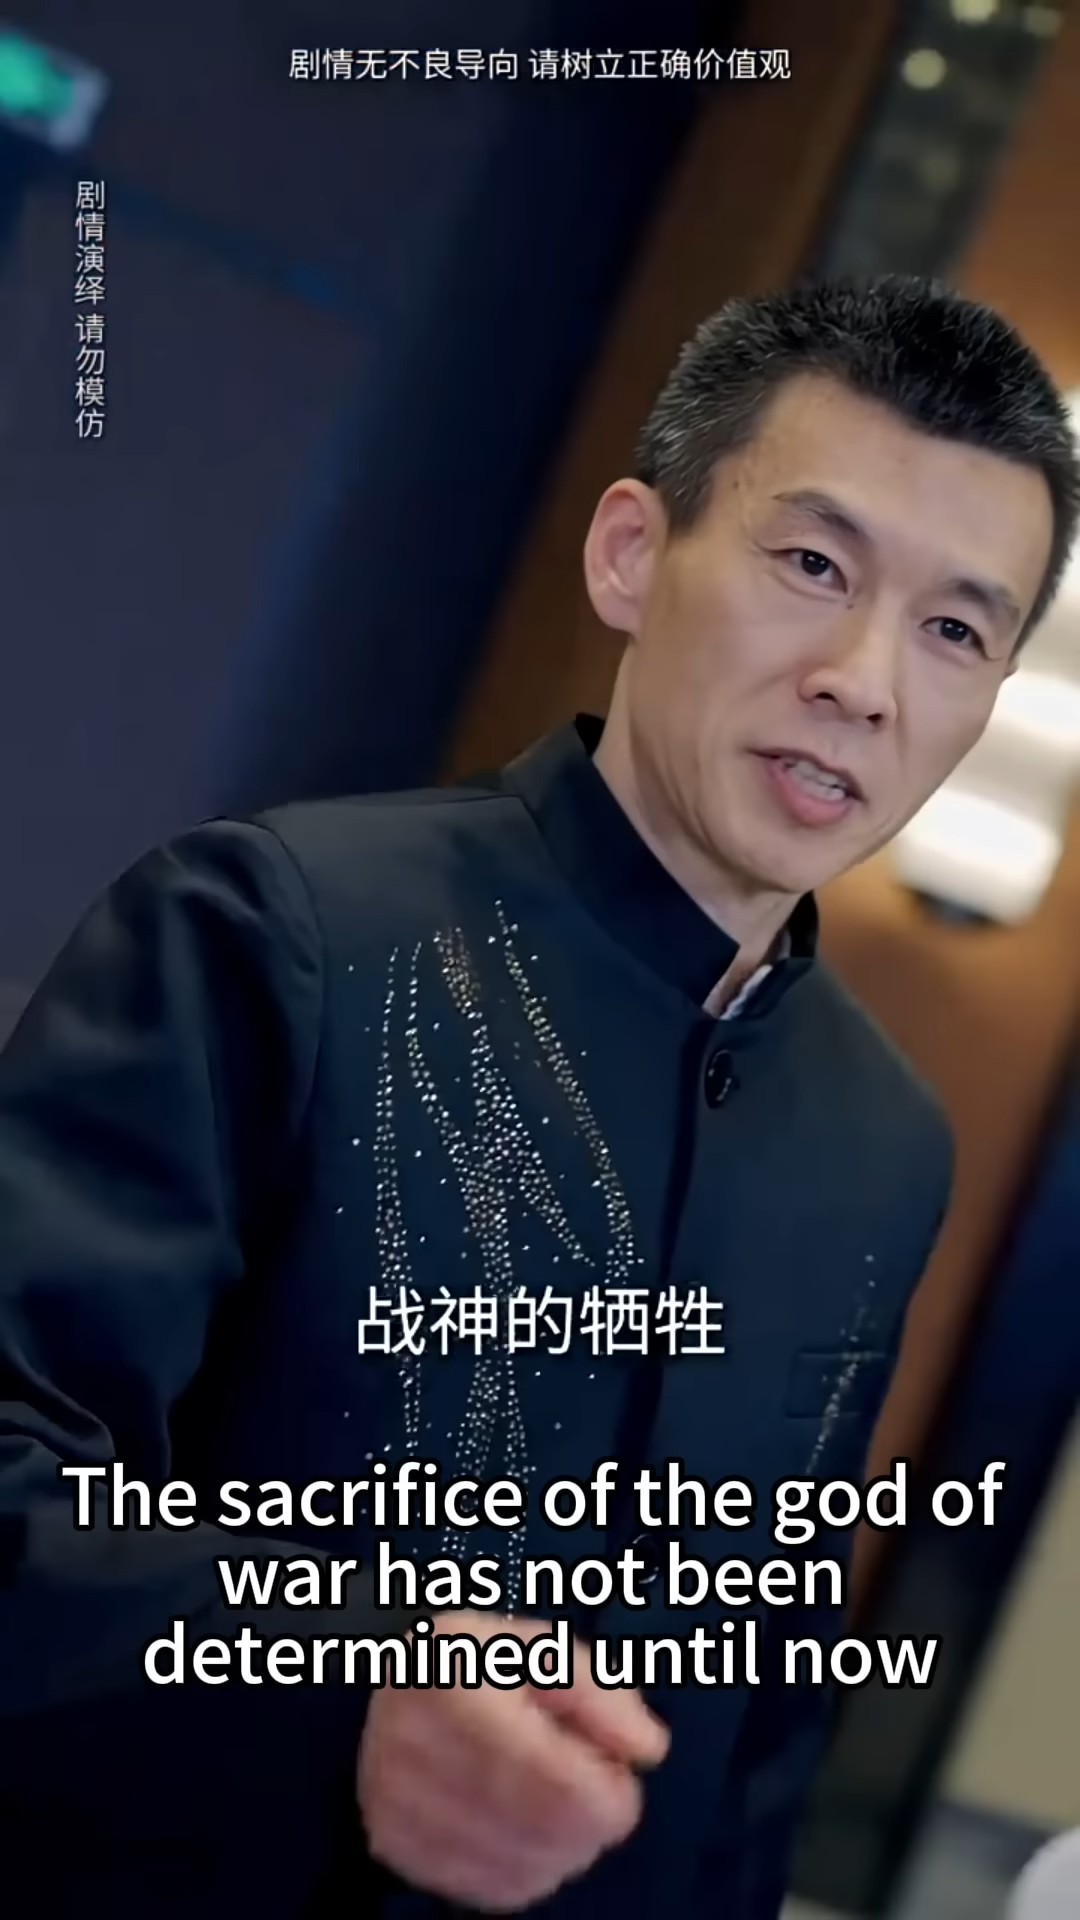 剧情无不良导向 请树立正确价值观
剧情演绎 请勿模仿
战神的牺牲
The sacrifice of the god of
war has not been
determined until now